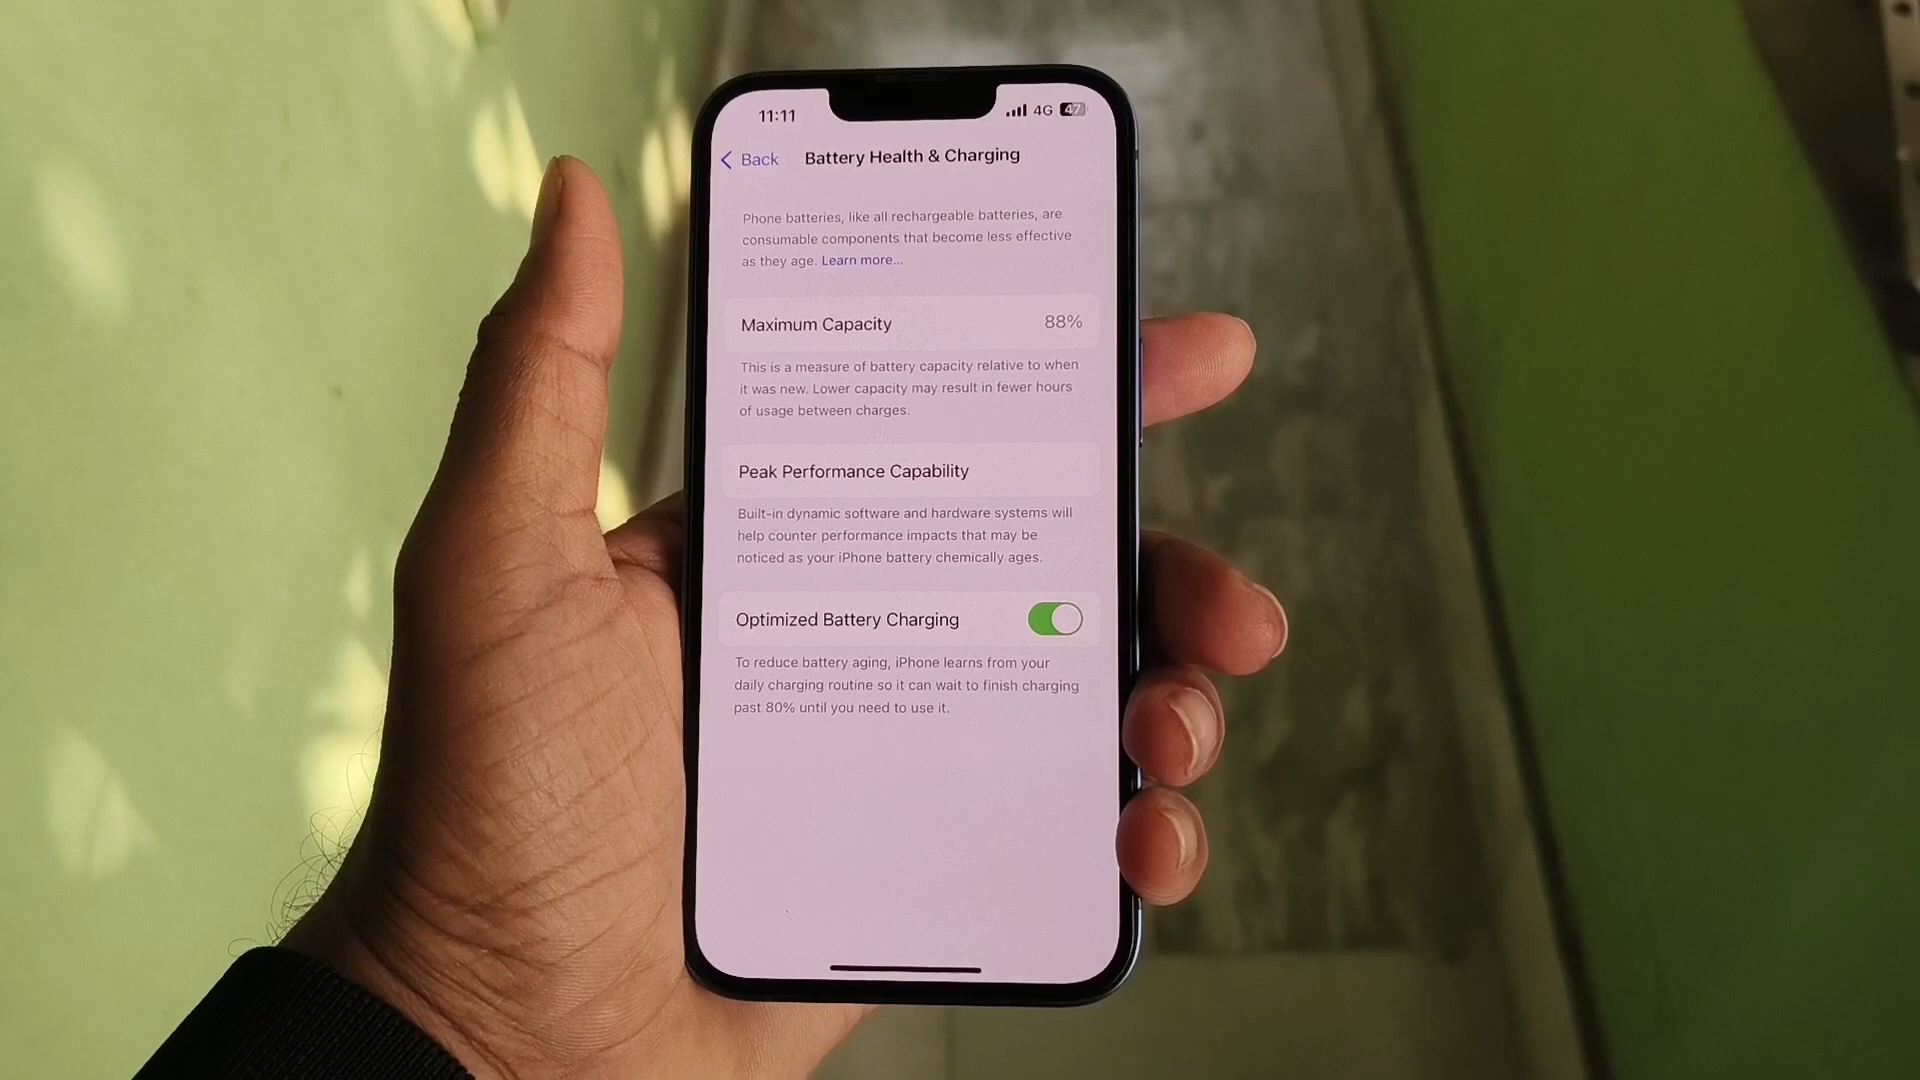 11:11 4G 47
Back Battery Health & Charging
Phone batteries, like all rechargeable batteries, are
consumable components that become less effective
as they age. Learn more...
Maximum Capacity 88%
This is a measure of battery capacity relative to when
it was new. Lower capacity may result in fewer hours
of usage between charges.
Peak Performance Capability
Built-in dynamic software and hardware systems will
help counter performance impacts that may be
noticed as your iPhone battery chemically ages.
Optimized Battery Charging
To reduce battery aging, iPhone learns from your
daily charging routine so it can wait to finish charging
past 80% until you need to use it.